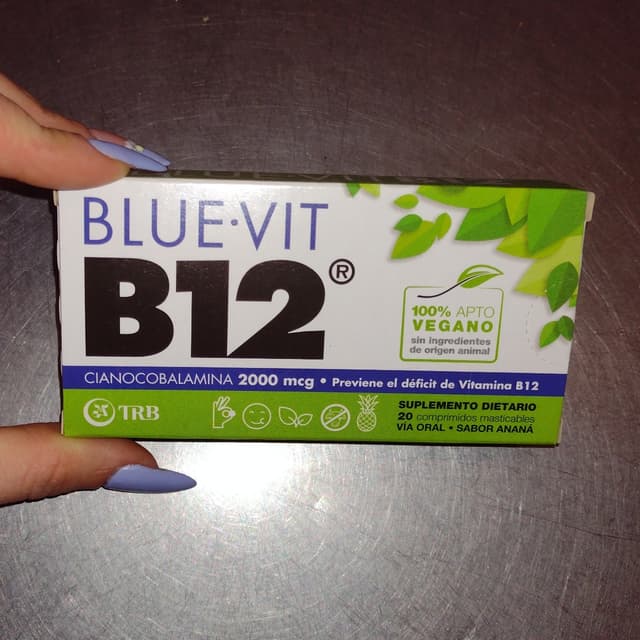 BLUE·VIT
B12®
100% APTO
VEGANO
sin ingredientes
de origen animal
CIANOCOBALAMINA 2000 mcg • Previene el déficit de Vitamina B12
TRB
SUPLEMENTO DIETARIO
20 comprimidos masticables
VÍA ORAL • SABOR ANANÁ